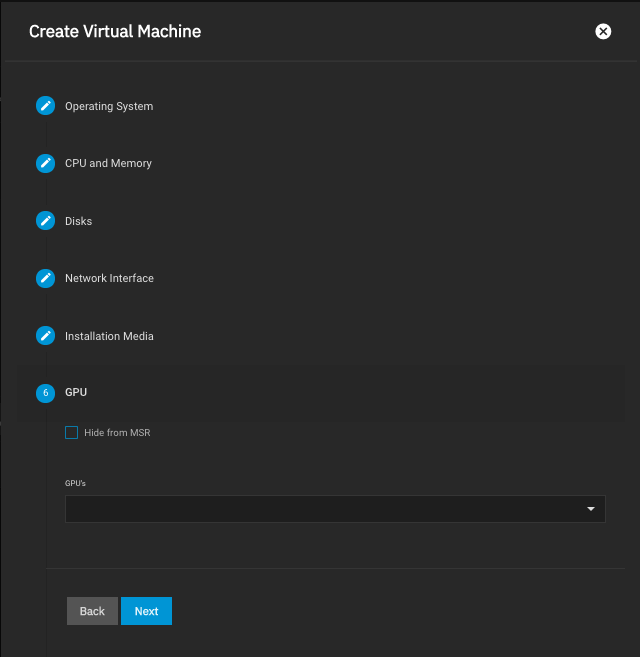 Create Virtual Machine
Operating System
CPU and Memory
Disks
Network Interface
Installation Media
6 GPU
Hide from MSR
GPU's
Back Next